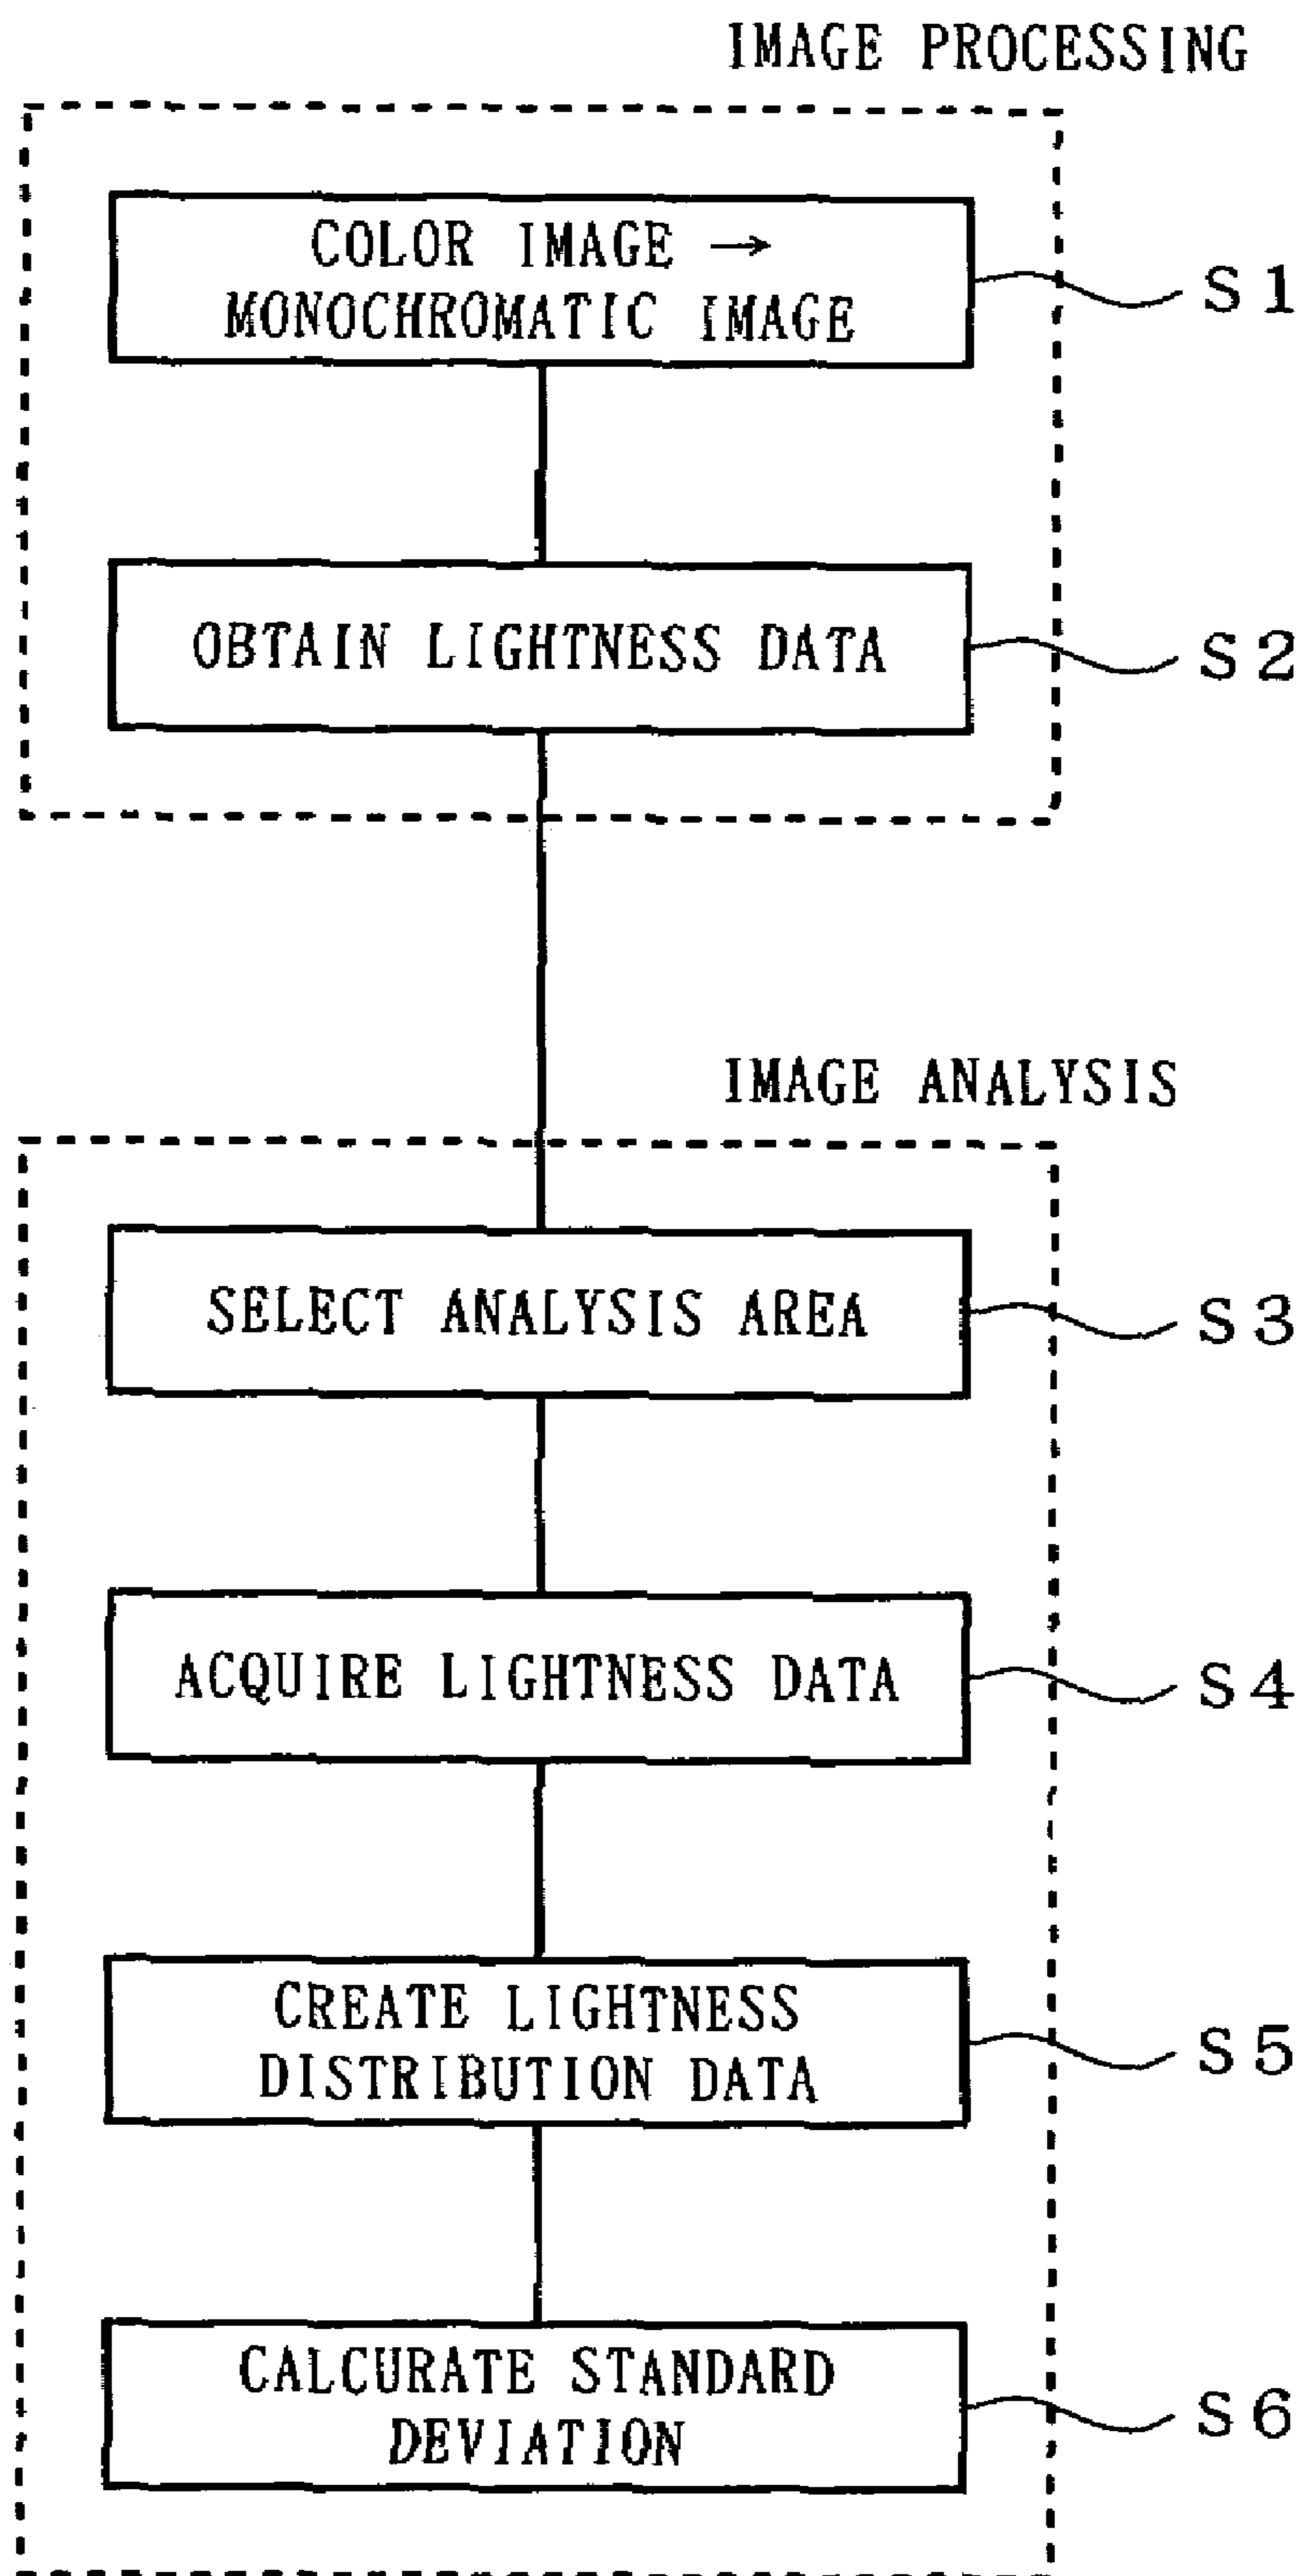 IMAGE PROCESSING
COLOR IMAGE →
MONOCHROMATIC IMAGE
S1
OBTAIN LIGHTNESS DATA
S2
IMAGE ANALYSIS
SELECT ANALYSIS AREA
S3
ACQUIRE LIGHTNESS DATA
S4
CREATE LIGHTNESS
DISTRIBUTION DATA
S5
CALCURATE STANDARD
DEVIATION
S6